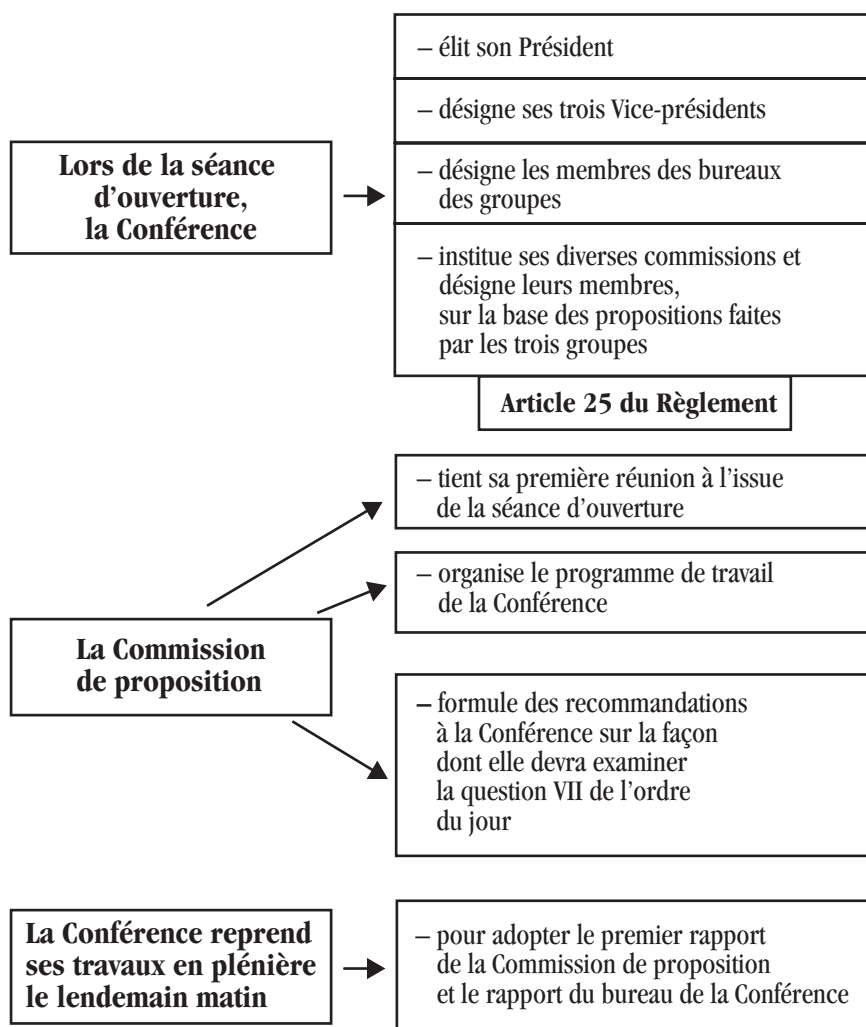 – élit son Président
– désigne ses trois Vice-présidents
Lors de la séance
d’ouverture,
la Conférence
– désigne les membres des bureaux
des groupes
– institue ses diverses commissions et
désigne leurs membres,
sur la base des propositions faites
par les trois groupes
Article 25 du Règlement
– tient sa première réunion à l’issue
de la séance d’ouverture
– organise le programme de travail
de la Conférence
La Commission
de proposition
– formule des recommandations
à la Conférence sur la façon
dont elle devra examiner
la question VII de l’ordre
du jour
La Conférence reprend
ses travaux en plénière
le lendemain matin
– pour adopter le premier rapport
de la Commission de proposition
et le rapport du bureau de la Conférence